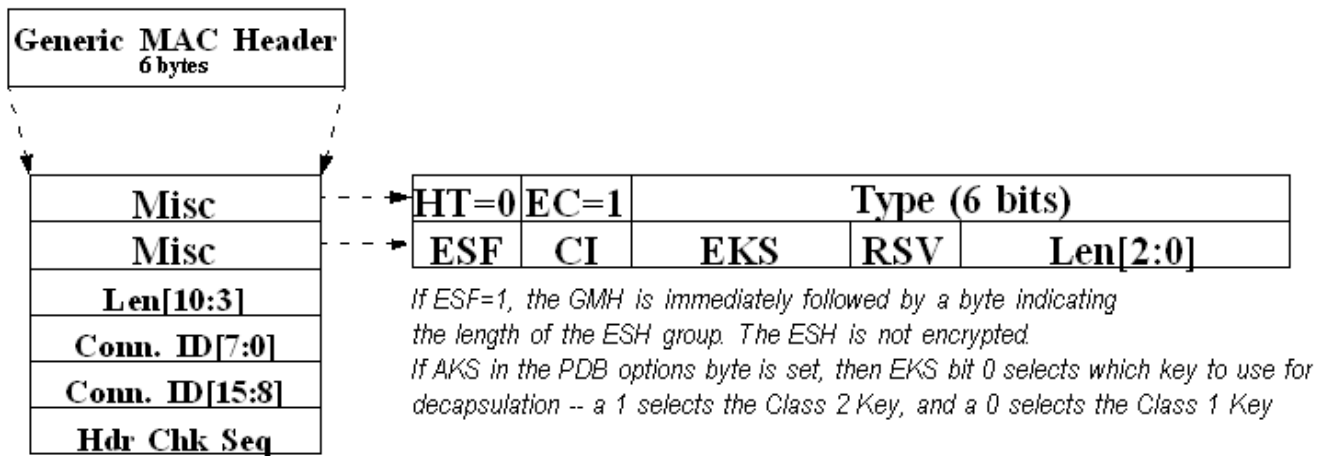 Generic MAC Header
6 bytes
Misc
HT=0 EC=1 Type (6 bits)
Misc
ESF CI EKS RSV Len[2:0]
Len[10:3]
Conn. ID[7:0]
Conn. ID[15:8]
Hdr Chk Seq
If ESF=1, the GMH is immediately followed by a byte indicating
the length of the ESH group. The ESH is not encrypted.
If AKS in the PDB options byte is set, then EKS bit 0 selects which key to use for
decapsulation -- a 1 selects the Class 2 Key, and a 0 selects the Class 1 Key